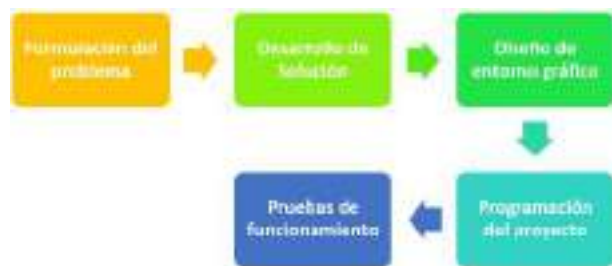 Formulación del
problema
Desarrollo de
Solución
Diseño de
entorno gráfico
Programación
del proyecto
Pruebas de
funcionamiento